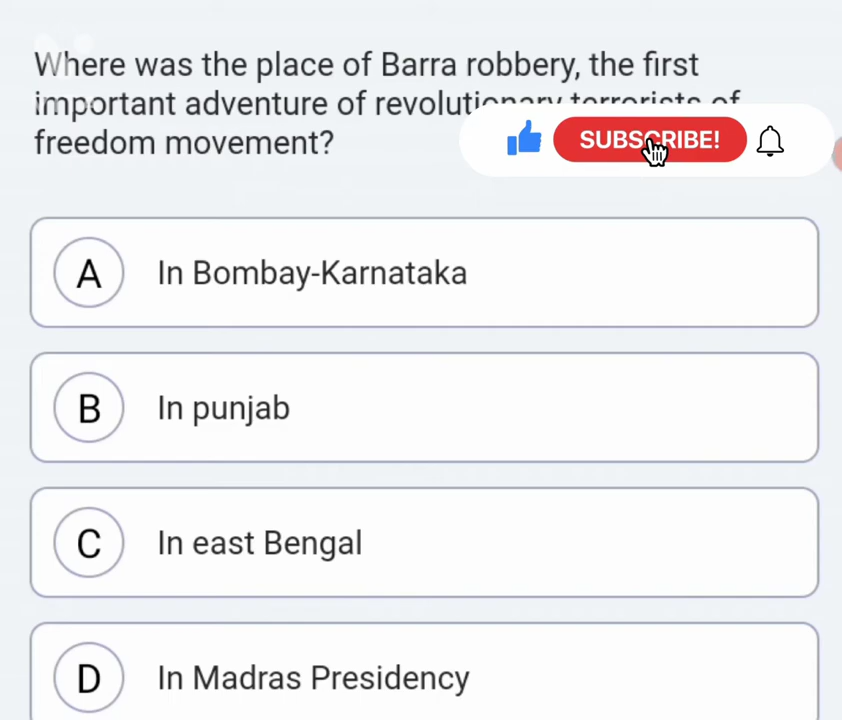 Where was the place of Barra robbery, the first
important adventure of revolutionary terrorists of
freedom movement?
SUBSCRIBE!
A In Bombay-Karnataka
B In punjab
C In east Bengal
D In Madras Presidency